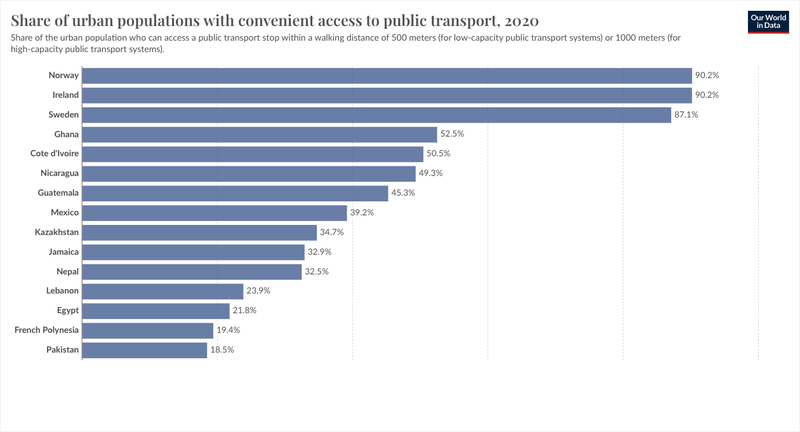 Share of urban populations with convenient access to public transport, 2020
Our World
in Data
Share of the urban population who can access a public transport stop within a walking distance of 500 meters (for low-capacity public transport systems) or 1000 meters (for
high-capacity public transport systems).
Norway 90.2%
Ireland 90.2%
Sweden 87.1%
Ghana 52.5%
Cote d'Ivoire 50.5%
Nicaragua 49.3%
Guatemala 45.3%
Mexico 39.2%
Kazakhstan 34.7%
Jamaica 32.9%
Nepal 32.5%
Lebanon 23.9%
Egypt 21.8%
French Polynesia 19.4%
Pakistan 18.5%